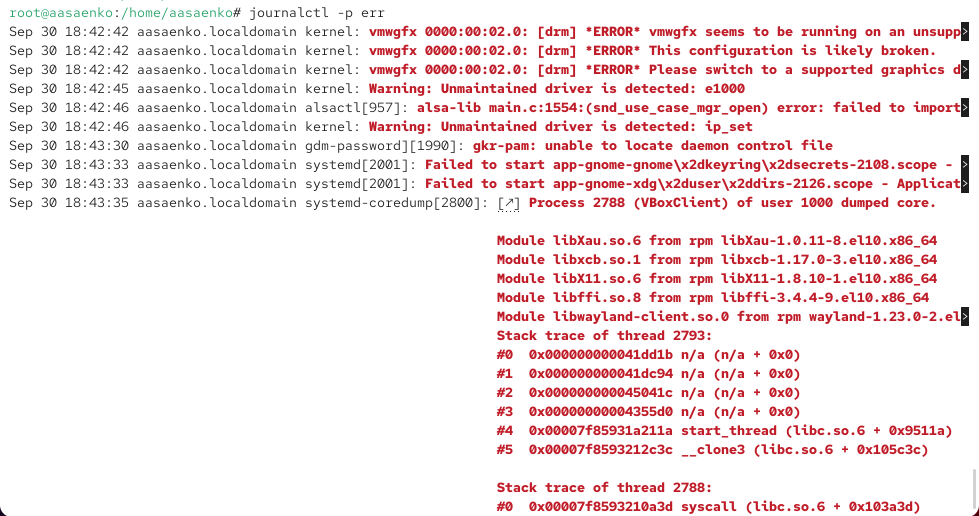 root@aasaenko:/home/aasaenko# journalctl -p err
Sep 30 18:42:42 aasaenko.localdomain kernel: vmwgfx 0000:00:02.0: [drm] *ERROR* vmwgfx seems to be running on an unsupp>
Sep 30 18:42:42 aasaenko.localdomain kernel: vmwgfx 0000:00:02.0: [drm] *ERROR* This configuration is likely broken.
Sep 30 18:42:42 aasaenko.localdomain kernel: vmwgfx 0000:00:02.0: [drm] *ERROR* Please switch to a supported graphics d>
Sep 30 18:42:45 aasaenko.localdomain kernel: Warning: Unmaintained driver is detected: e1000
Sep 30 18:42:46 aasaenko.localdomain alsactl[957]: alsa-lib main.c:1554:(snd_use_case_mgr_open) error: failed to import>
Sep 30 18:42:46 aasaenko.localdomain kernel: Warning: Unmaintained driver is detected: ip_set
Sep 30 18:43:30 aasaenko.localdomain gdm-password][1990]: gkr-pam: unable to locate daemon control file
Sep 30 18:43:33 aasaenko.localdomain systemd[2001]: Failed to start app-gnome-gnome\x2dkeyring\x2dsecrets-2108.scope - >
Sep 30 18:43:33 aasaenko.localdomain systemd[2001]: Failed to start app-gnome-xdg\x2duser\x2ddirs-2126.scope - Applicat>
Sep 30 18:43:35 aasaenko.localdomain systemd-coredump[2800]: [↗] Process 2788 (VBoxClient) of user 1000 dumped core.
Module libXau.so.6 from rpm libXau-1.0.11-8.el10.x86_64
Module libxcb.so.1 from rpm libxcb-1.17.0-3.el10.x86_64
Module libX11.so.6 from rpm libX11-1.8.10-1.el10.x86_64
Module libffi.so.8 from rpm libffi-3.4.4-9.el10.x86_64
Module libwayland-client.so.0 from rpm wayland-1.23.0-2.el>
Stack trace of thread 2793:
#0  0x000000000041dd1b n/a (n/a + 0x0)
#1  0x000000000041dc94 n/a (n/a + 0x0)
#2  0x000000000045041c n/a (n/a + 0x0)
#3  0x00000000004355d0 n/a (n/a + 0x0)
#4  0x00007f85931a211a start_thread (libc.so.6 + 0x9511a)
#5  0x00007f8593212c3c __clone3 (libc.so.6 + 0x105c3c)
Stack trace of thread 2788:
#0  0x00007f8593210a3d syscall (libc.so.6 + 0x103a3d)